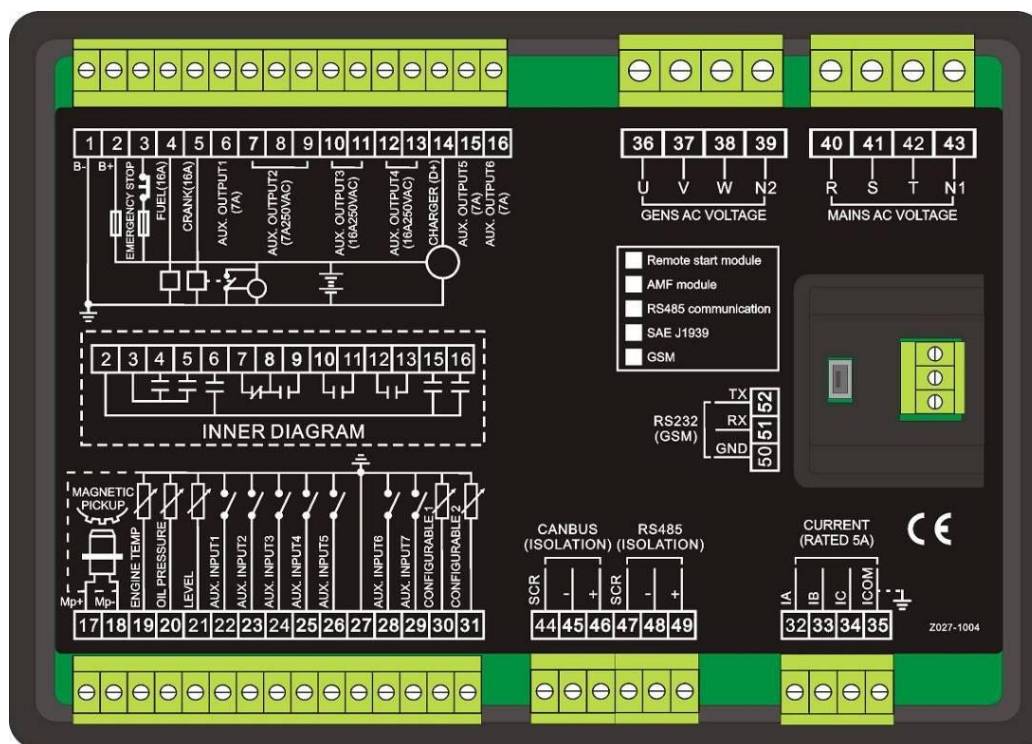 1 2 3 4 5 6 7 8 9 10 11 12 13 14 15 16
B-
B+
EMERGENCY STOP
FUEL(16A)
CRANK(16A)
AUX. OUTPUT1
(7A)
AUX. OUTPUT2
(7A250VAC)
AUX. OUTPUT3
(16A250VAC)
AUX. OUTPUT4
(16A250VAC)
CHARGER (D+)
AUX. OUTPUT5
(7A)
AUX. OUTPUT6
(7A)
36 37 38 39
U V W N2
GENS AC VOLTAGE
40 41 42 43
R S T N1
MAINS AC VOLTAGE
Remote start module
AMF module
RS485 communication
SAE J1939
GSM
2 3 4 5 6 7 8 9 10 11 12 13 15 16
INNER DIAGRAM
RS232
(GSM)
TX 52
RX 51
GND 50
MAGNETIC
PICKUP
Mp+ Mp-
ENGINE TEMP
OIL PRESSURE
LEVEL
AUX. INPUT1
AUX. INPUT2
AUX. INPUT3
AUX. INPUT4
AUX. INPUT5
AUX. INPUT6
AUX. INPUT7
CONFIGURABLE 1
CONFIGURABLE 2
17 18 19 20 21 22 23 24 25 26 27 28 29 30 31
CANBUS
(ISOLATION)
RS485
(ISOLATION)
SCR - + SCR - +
44 45 46 47 48 49
CURRENT
(RATED 5A)
IA IB IC ICOM
32 33 34 35
CE
Z027-1004